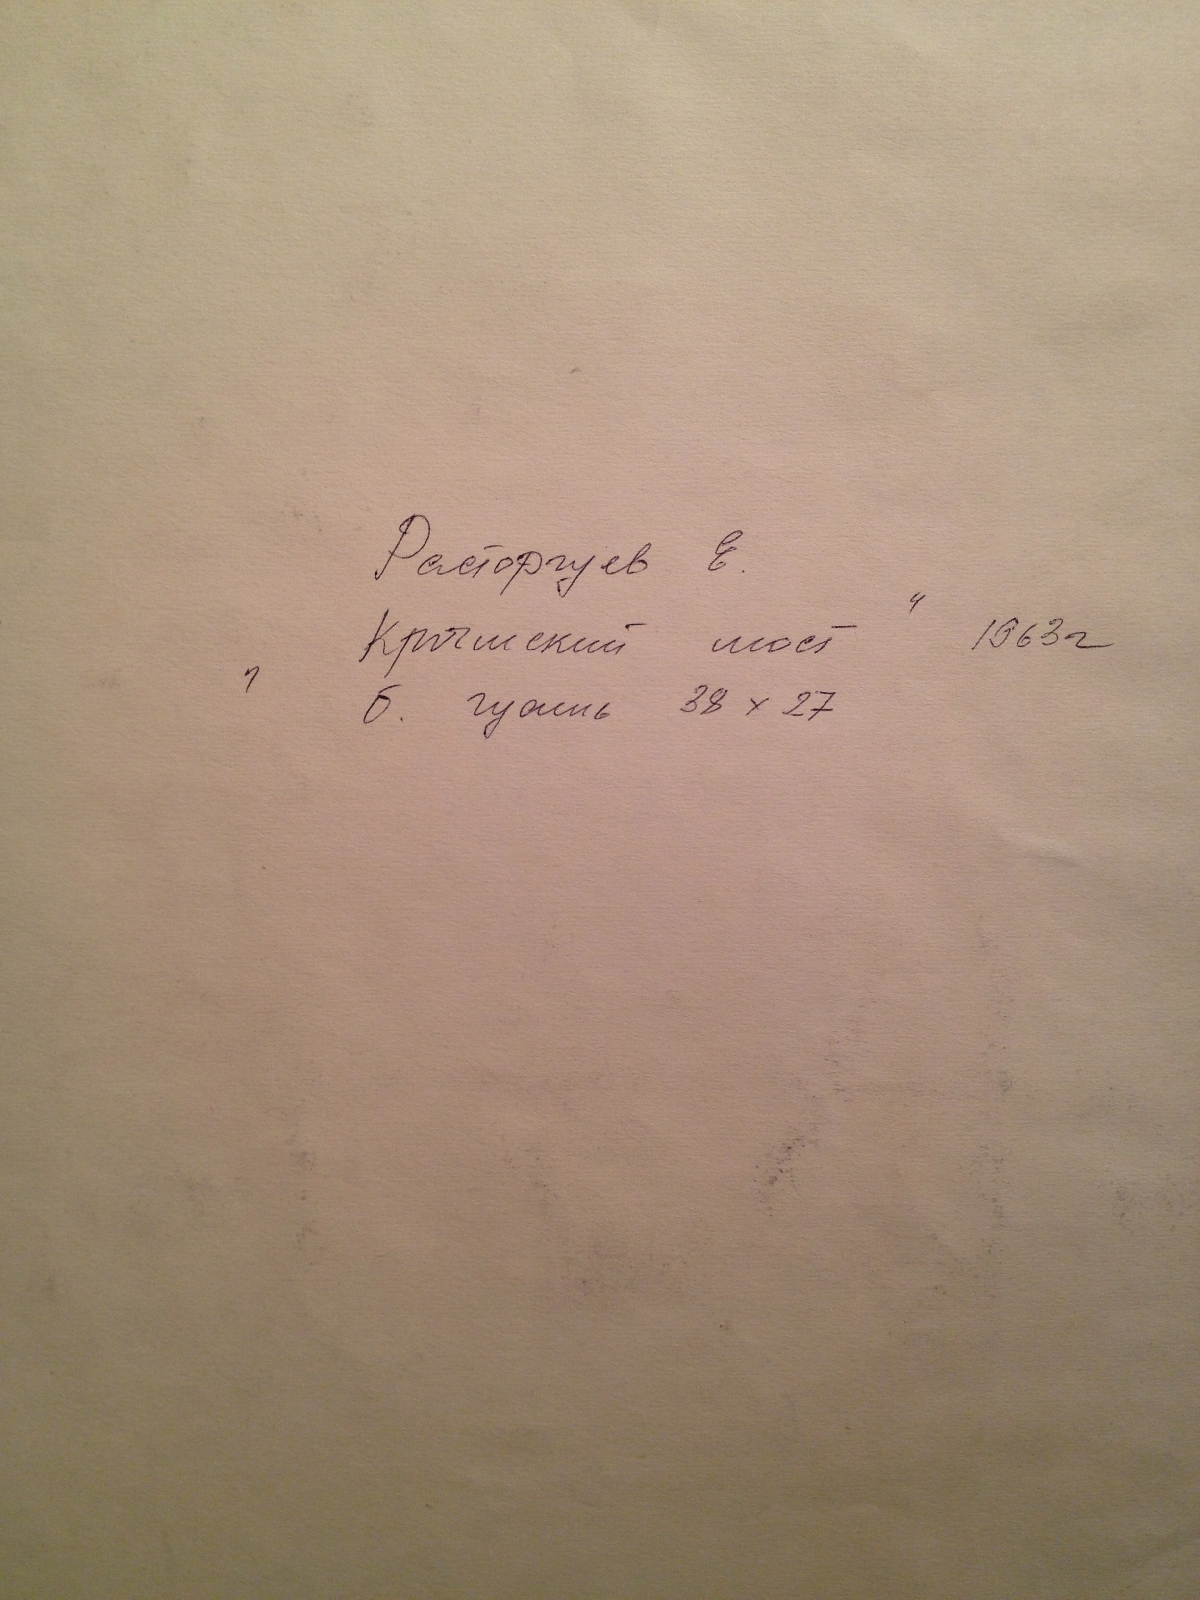 Расторгуев Е.
„ Крымский мост " 1963г
б. гуашь 38 x 27